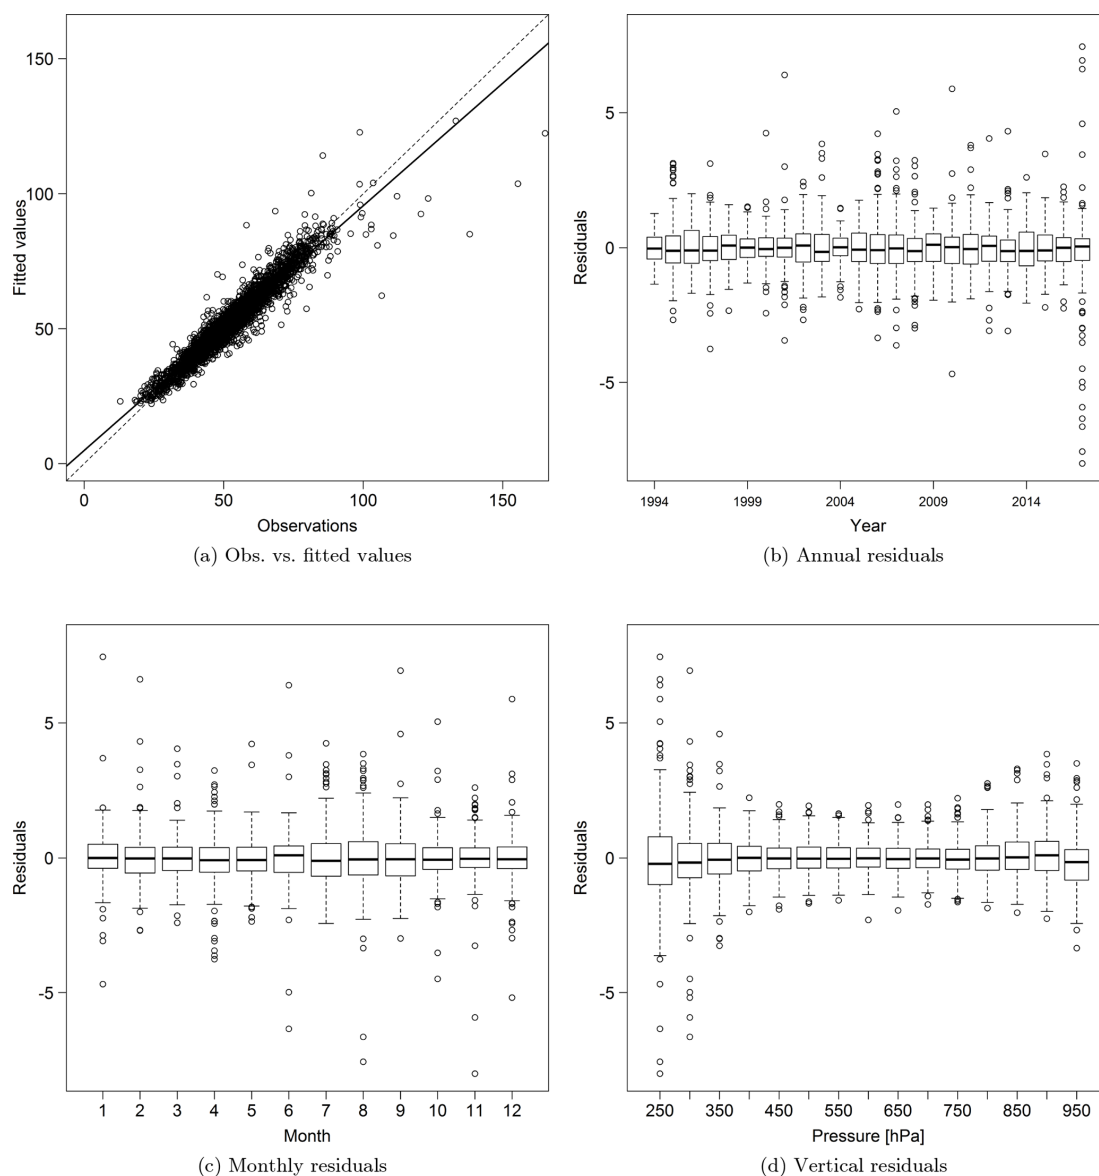 150
100
50
0
Fitted values
0 50 100 150
Observations
(a) Obs. vs. fitted values
5
0
-5
Residuals
1994 1999 2004 2009 2014
Year
(b) Annual residuals
5
0
-5
Residuals
1 2 3 4 5 6 7 8 9 10 11 12
Month
(c) Monthly residuals
5
0
-5
Residuals
250 350 450 550 650 750 850 950
Pressure [hPa]
(d) Vertical residuals